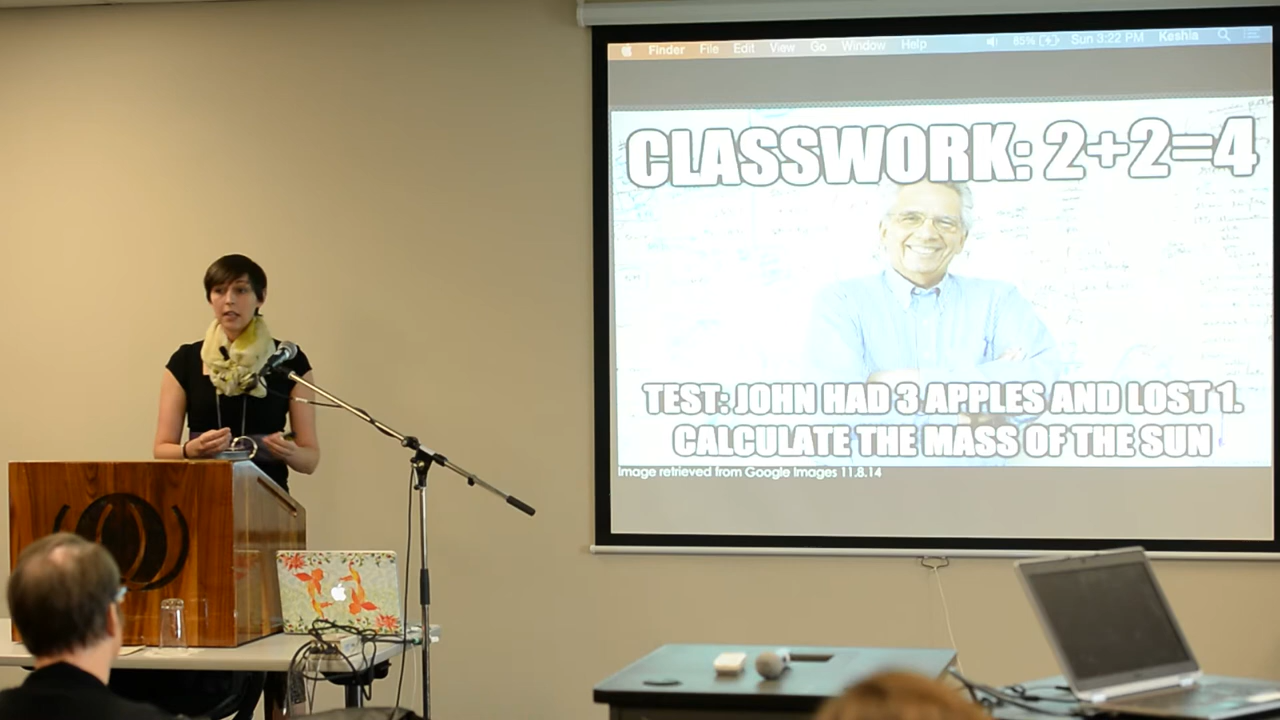 Finder File Edit View Go Window Help 65% Sun 3:22 PM Keshia
CLASSWORK: 2+2=4
TEST: JOHN HAD 3 APPLES AND LOST 1.
CALCULATE THE MASS OF THE SUN
Image retrieved from Google Images 11.8.14